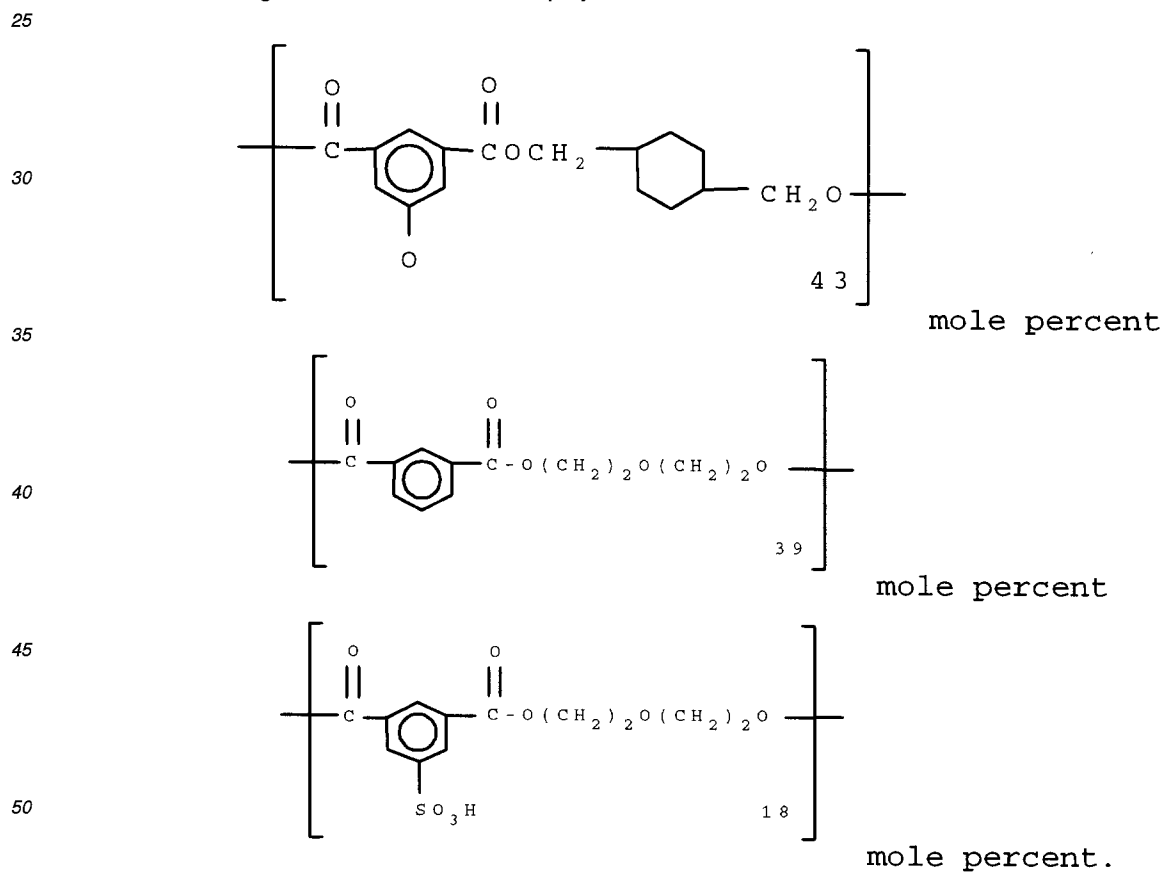 25
O O
C COCH2
30
CH2O
O
43
mole percent
35
O O
C C-O(CH2)2O(CH2)2O
40
39
mole percent
45
O O
C C-O(CH2)2O(CH2)2O
50
SO3H
18
mole percent.